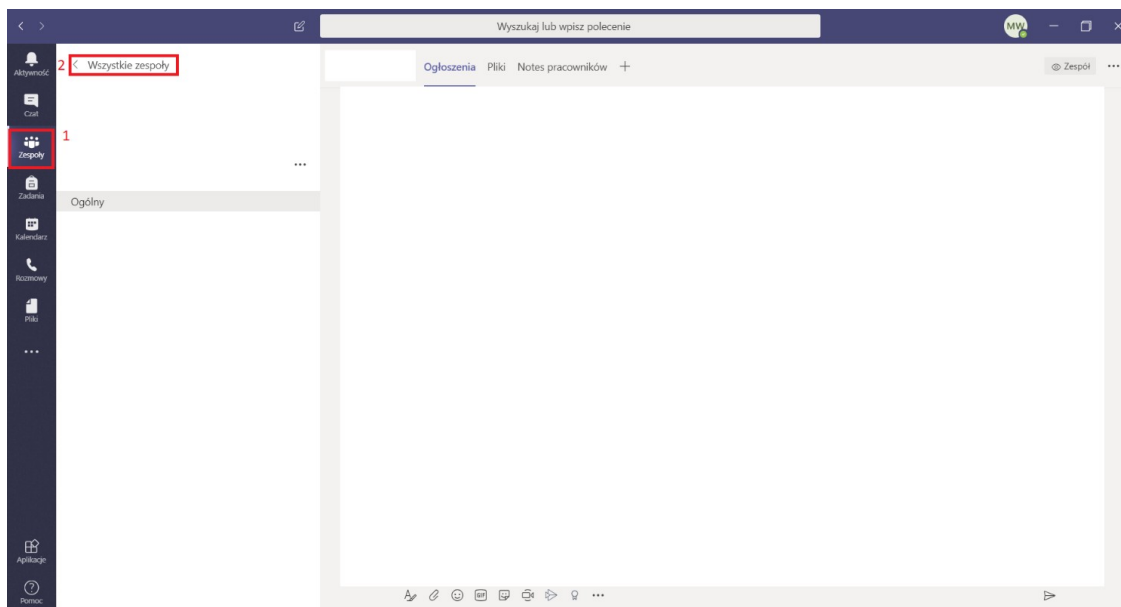 Wyszukaj lub wpisz polecenie
MW
Aktywność
Czat
Zespoły
Zadania
Kalendarz
Rozmowy
Pliki
Aplikacje
Pomoc
1
2
Wszystkie zespoły
Ogólny
Ogłoszenia Pliki Notes pracowników
Zespół
GIF